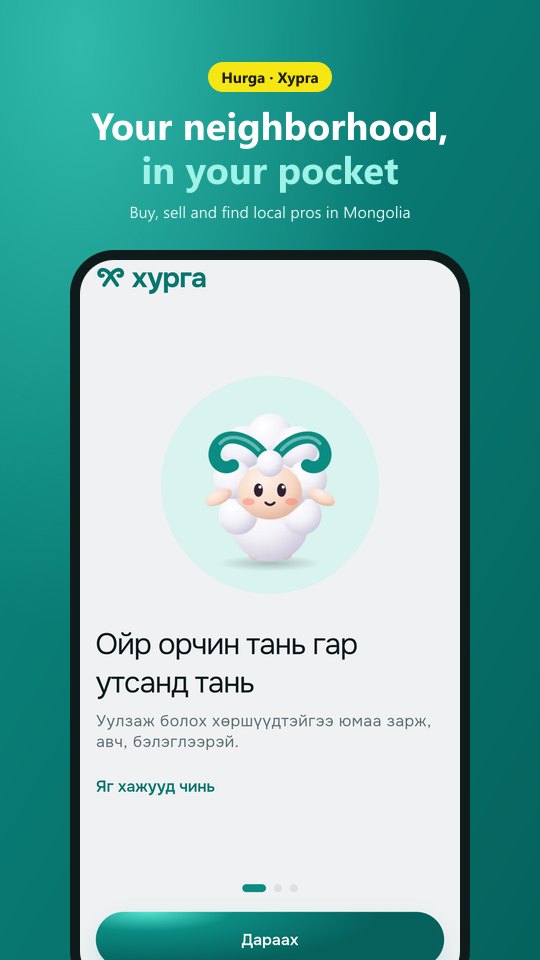 Hurga · Хурга
Your neighborhood,
in your pocket
Buy, sell and find local pros in Mongolia
хурга
Ойр орчин тань гар
утсанд тань
Уулзаж болох хөршүүдтэйгээ юмаа зарж,
авч, бэлэглээрэй.
Яг хажууд чинь
Дараах